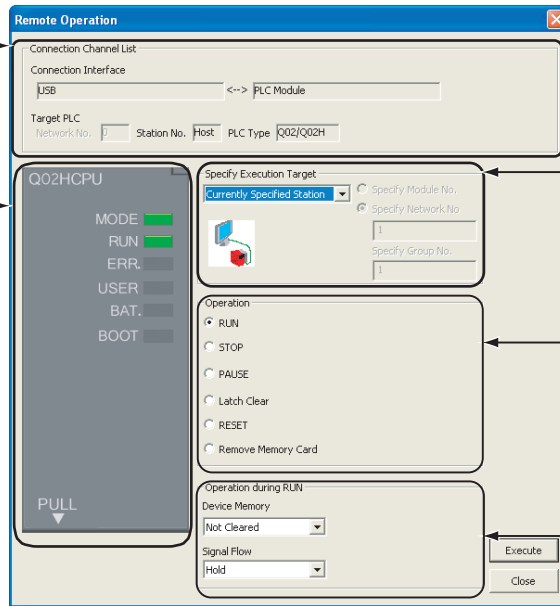 Remote Operation
Connection Channel List
Connection Interface
USB <--> PLC Module
Target PLC
Network No. 0 Station No. Host PLC Type Q02/Q02H
Q02HCPU
MODE
RUN
ERR.
USER
BAT.
BOOT
PULL
Specify Execution Target
Currently Specified Station
Specify Module No.
Specify Network No
1
Specify Group No.
1
Operation
RUN
STOP
PAUSE
Latch Clear
RESET
Remove Memory Card
Operation during RUN
Device Memory
Not Cleared
Signal Flow
Hold
Execute
Close